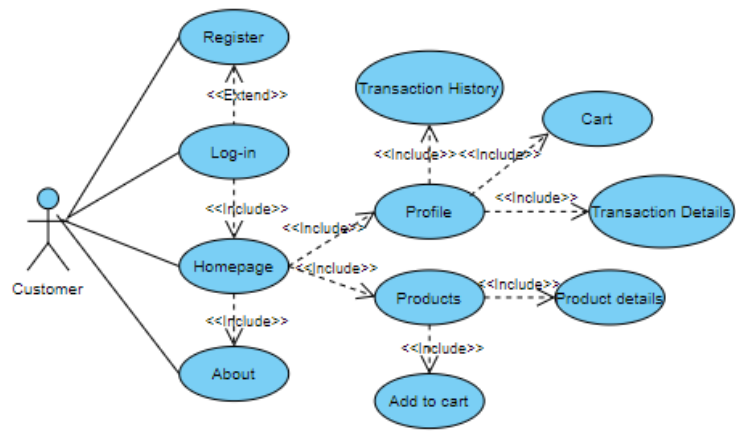 Register
<<Extend>>
Transaction History
Cart
Log-in
<<Include>>
<<Include>>
<<Include>>
Profile
<<Include>>
Transaction Details
<<Include>>
Customer
Homepage
<<Include>>
<<Include>>
Products
<<Include>>
Product details
<<Include>>
About
<<Include>>
Add to cart